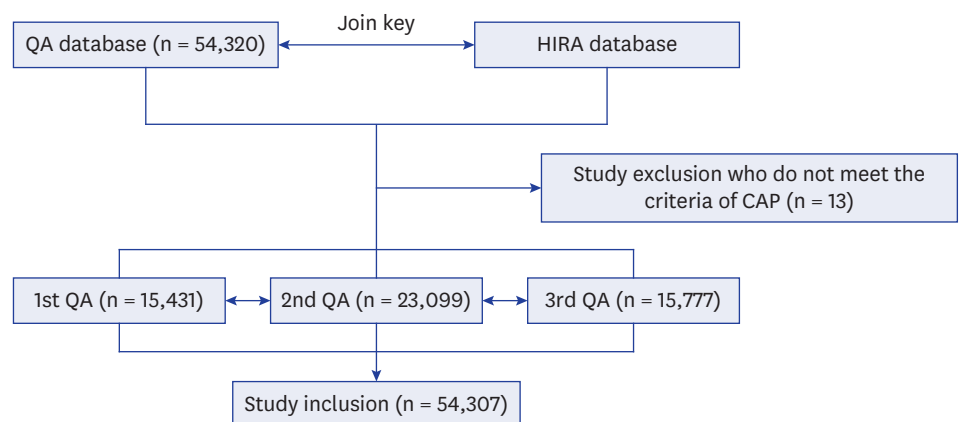 Join key
QA database (n = 54,320)
HIRA database
Study exclusion who do not meet the
criteria of CAP (n = 13)
1st QA (n = 15,431)
2nd QA (n = 23,099)
3rd QA (n = 15,777)
Study inclusion (n = 54,307)